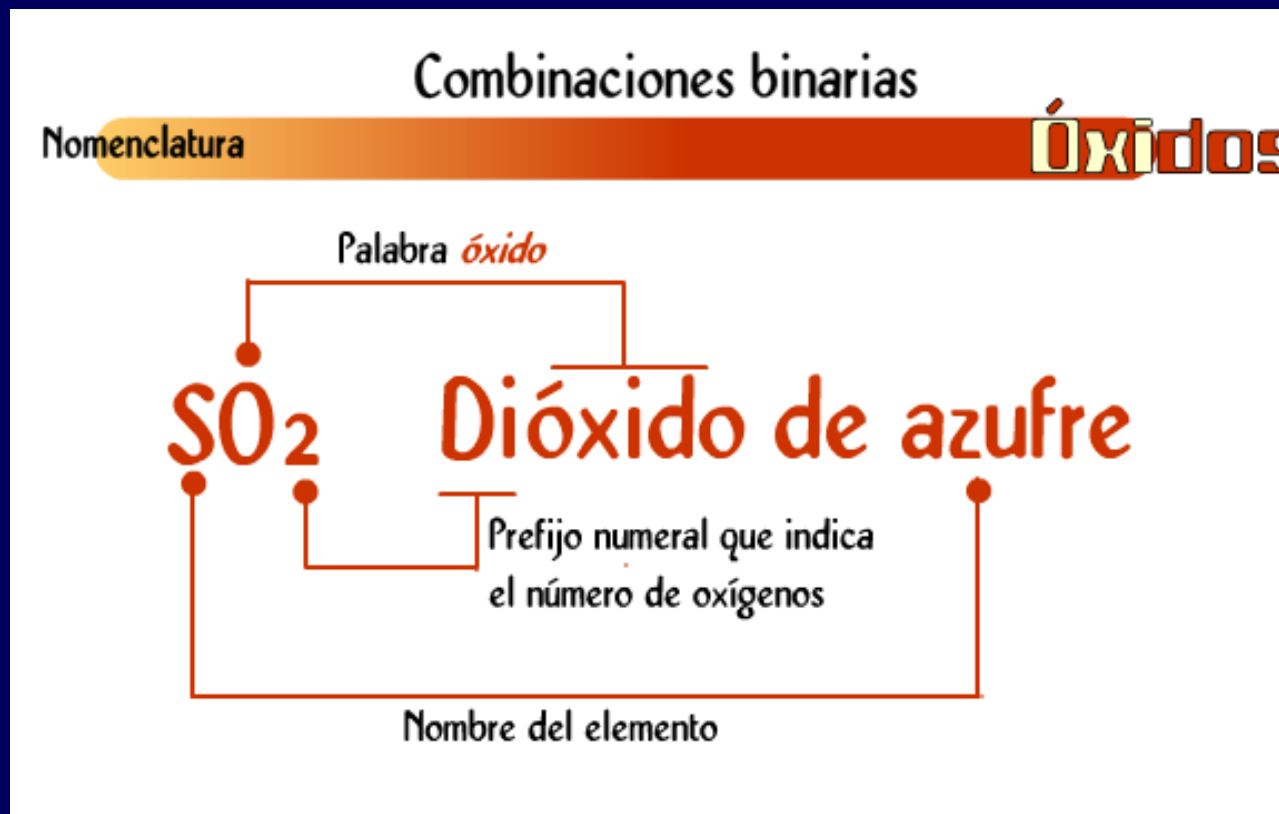 Combinaciones binarias
Nomenclatura
Óxidos
Palabra óxido
SO2 Dióxido de azufre
Prefijo numeral que indica
el número de oxígenos
Nombre del elemento